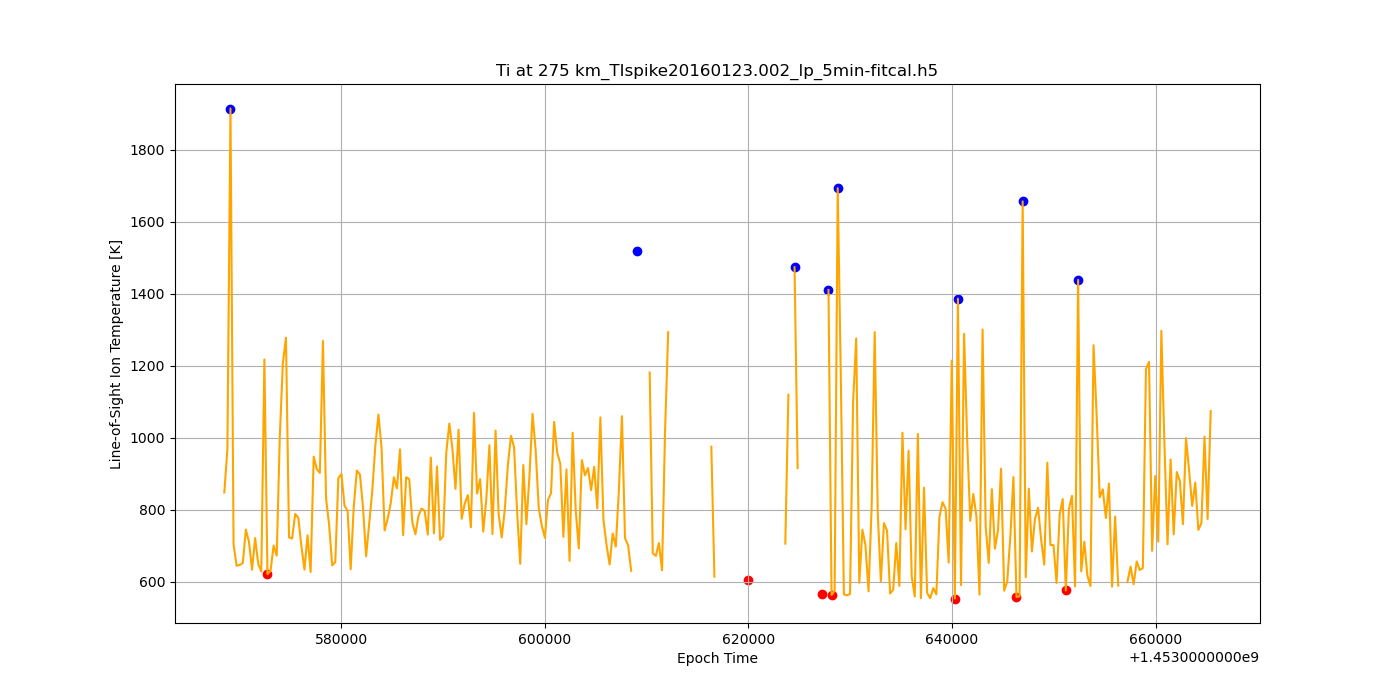 Ti at 275 km_TIspike20160123.002_lp_5min-fitcal.h5
Line-of-Sight Ion Temperature [K]
1800
1600
1400
1200
1000
800
600
580000 600000 620000 640000 660000
Epoch Time
+1.4530000000e9